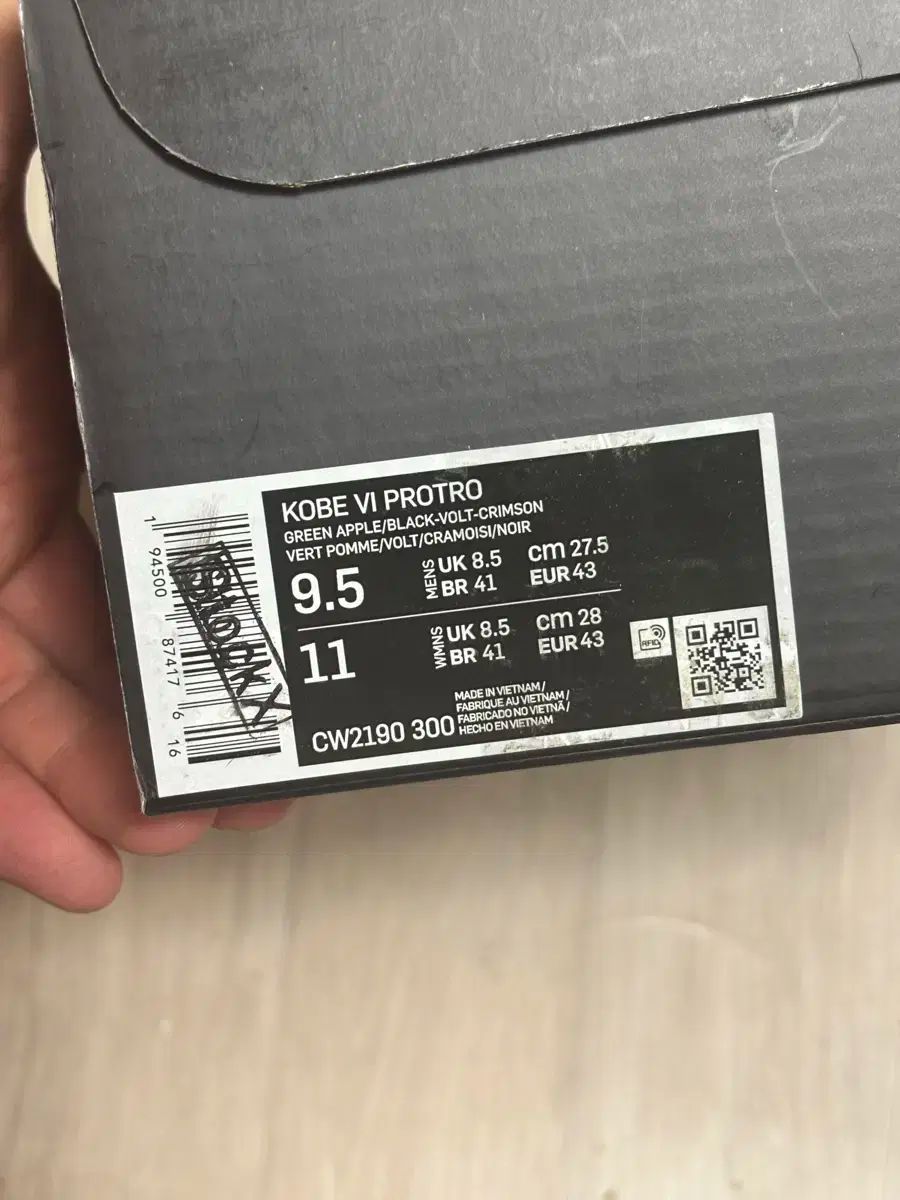 KOBE VI PROTRO
GREEN APPLE/BLACK-VOLT-CRIMSON
VERT POMME/VOLT/CRAMOISI/NOIR
9.5
MENS
UK 8.5
cm 27.5
BR 41
EUR 43
11
WMNS
UK 8.5
cm 28
BR 41
EUR 43
RFID
CW2190 300
MADE IN VIETNAM /
FABRIQUE AU VIETNAM /
FABRICADO NO VIETNÃ /
HECHO EN VIETNAM
1 94500 87417 6 16
StockX